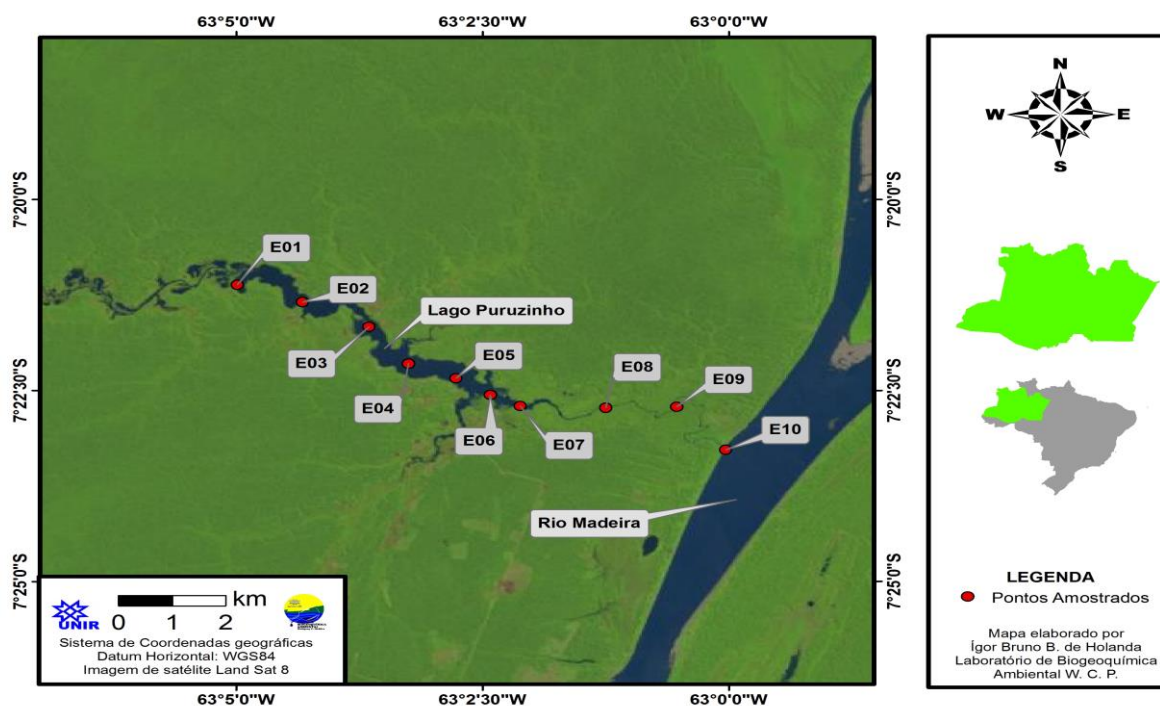 63°5'0"W
63°2'30"W
63°0'0"W
7°20'0"S
7°22'30"S
7°25'0"S
7°20'0"S
7°22'30"S
7°25'0"S
E01
E02
E03
Lago Puruzinho
E04
E05
E06
E07
E08
E09
E10
Rio Madeira
UNIR
0 1 2 km
Sistema de Coordenadas geográficas
Datum Horizontal: WGS84
Imagem de satélite Land Sat 8
63°5'0"W
63°2'30"W
63°0'0"W
N
W
E
S
LEGENDA
Pontos Amostrados
Mapa elaborado por
Ígor Bruno B. de Holanda
Laboratório de Biogeoquímica
Ambiental W. C. P.